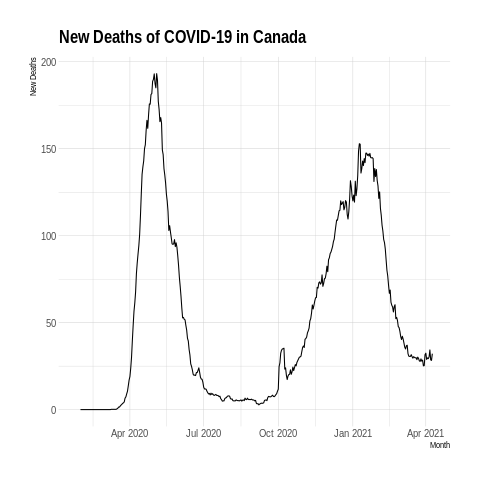 New Deaths of COVID-19 in Canada
New Deaths
200
150
100
50
0
Apr 2020 Jul 2020 Oct 2020 Jan 2021 Apr 2021
Month